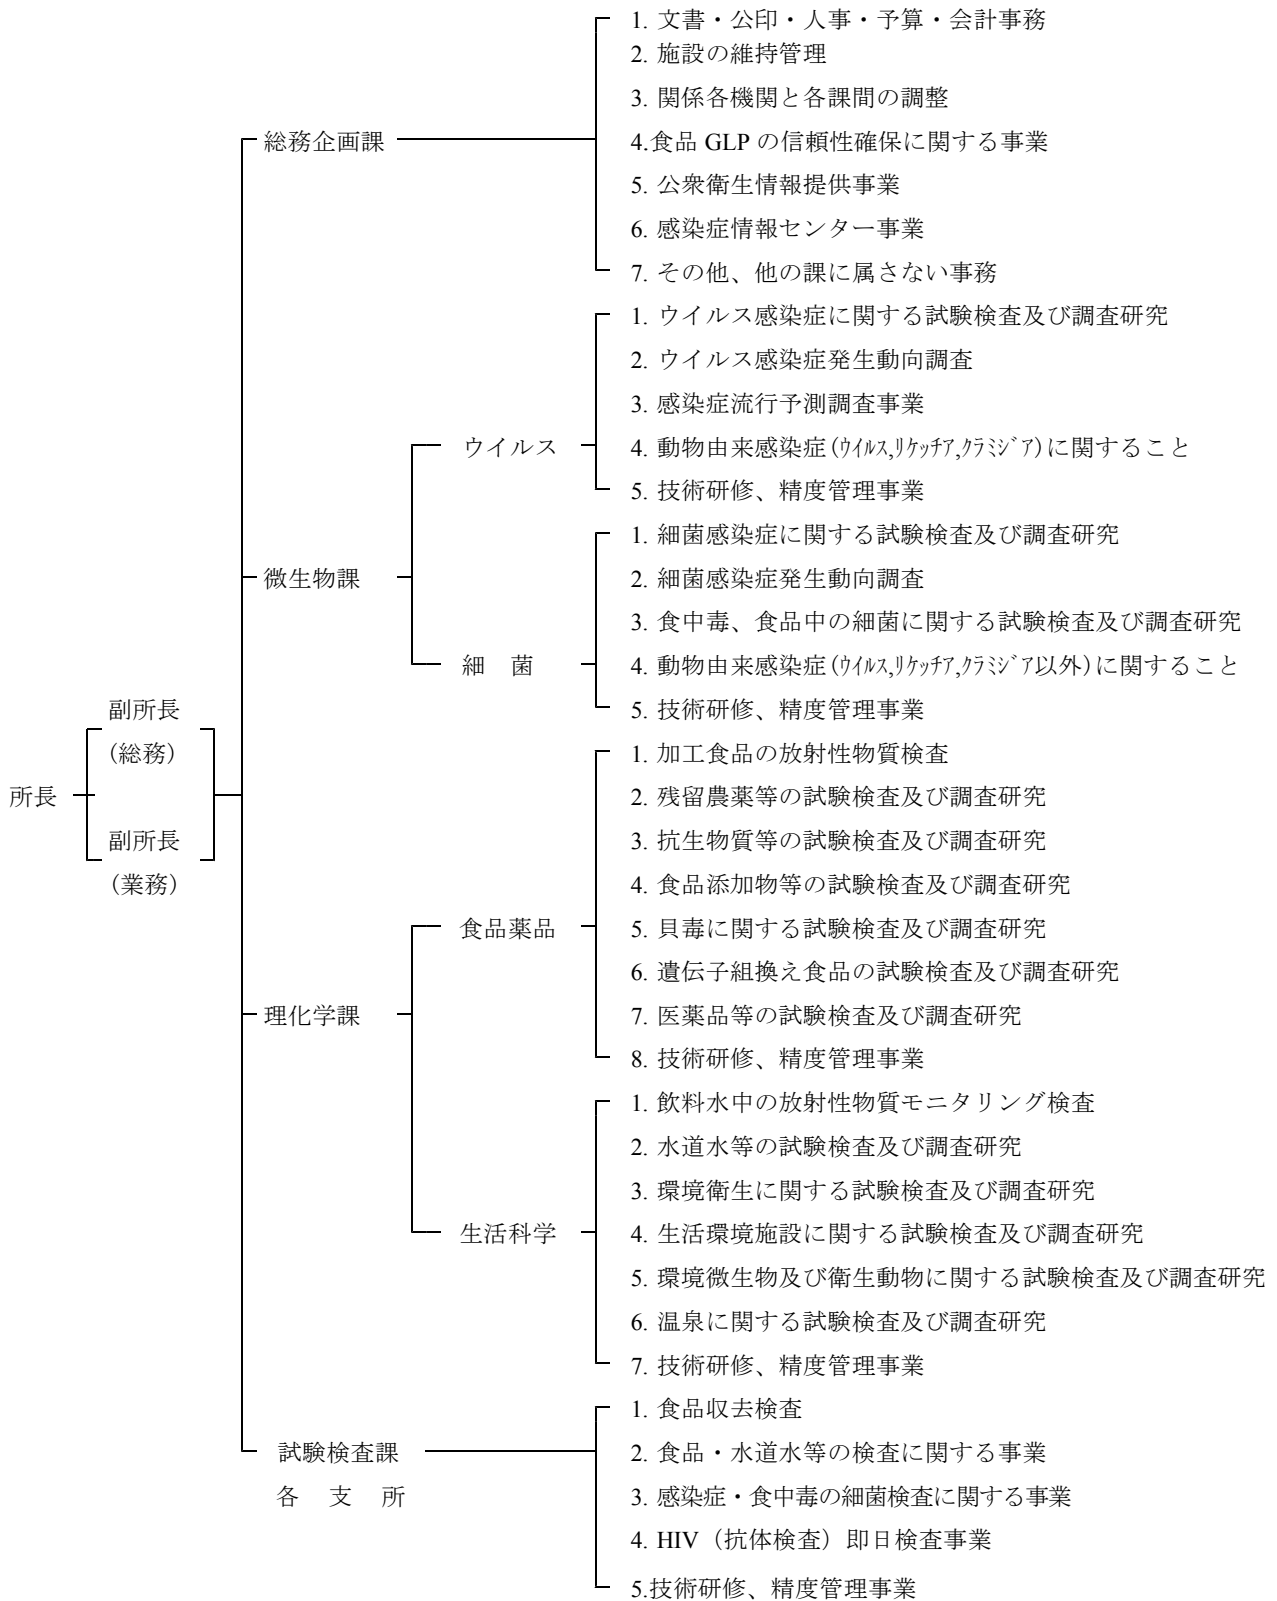 1. 文書・公印・人事・予算・会計事務
2. 施設の維持管理
3. 関係各機関と各課間の調整
総務企画課
4.食品 GLP の信頼性確保に関する事業
5. 公衆衛生情報提供事業
6. 感染症情報センター事業
7. その他、他の課に属さない事務
1. ウイルス感染症に関する試験検査及び調査研究
2. ウイルス感染症発生動向調査
3. 感染症流行予測調査事業
ウイルス
4. 動物由来感染症(ｳｲﾙｽ,ﾘｹｯﾁｱ,ｸﾗﾐｼﾞｱ)に関すること
5. 技術研修、精度管理事業
1. 細菌感染症に関する試験検査及び調査研究
微生物課
2. 細菌感染症発生動向調査
3. 食中毒、食品中の細菌に関する試験検査及び調査研究
細　菌
4. 動物由来感染症(ｳｲﾙｽ,ﾘｹｯﾁｱ,ｸﾗﾐｼﾞｱ以外)に関すること
5. 技術研修、精度管理事業
副所長
(総務)
所長
副所長
(業務)
1. 加工食品の放射性物質検査
2. 残留農薬等の試験検査及び調査研究
3. 抗生物質等の試験検査及び調査研究
4. 食品添加物等の試験検査及び調査研究
食品薬品
5. 貝毒に関する試験検査及び調査研究
6. 遺伝子組換え食品の試験検査及び調査研究
理化学課
7. 医薬品等の試験検査及び調査研究
8. 技術研修、精度管理事業
1. 飲料水中の放射性物質モニタリング検査
2. 水道水等の試験検査及び調査研究
3. 環境衛生に関する試験検査及び調査研究
生活科学
4. 生活環境施設に関する試験検査及び調査研究
5. 環境微生物及び衛生動物に関する試験検査及び調査研究
6. 温泉に関する試験検査及び調査研究
7. 技術研修、精度管理事業
1. 食品収去検査
試験検査課
2. 食品・水道水等の検査に関する事業
各　支　所
3. 感染症・食中毒の細菌検査に関する事業
4. HIV（抗体検査）即日検査事業
5.技術研修、精度管理事業